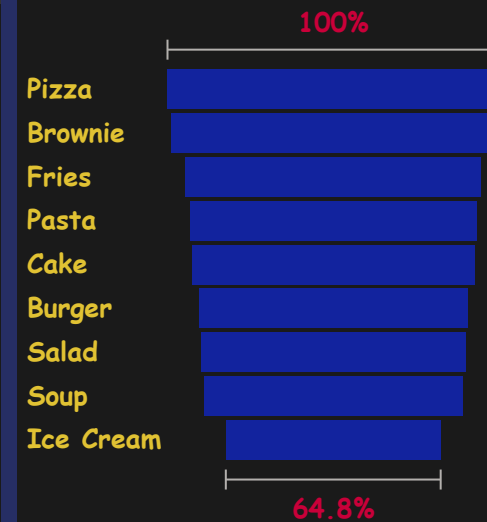 100%
Pizza
Brownie
Fries
Pasta
Cake
Burger
Salad
Soup
Ice Cream
64.8%